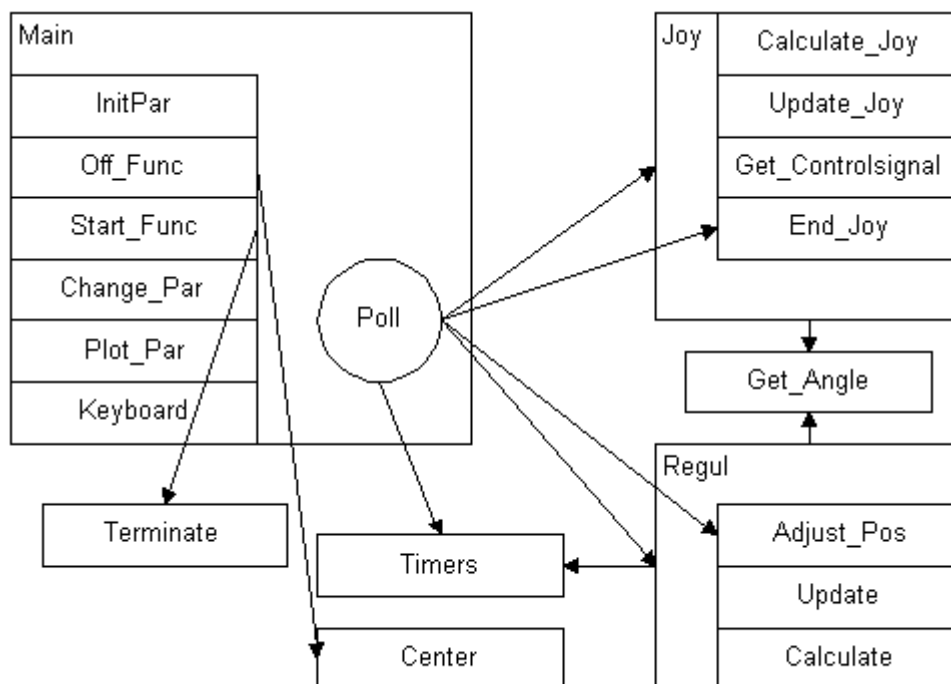 Main
InitPar
Off_Func
Start_Func
Change_Par
Plot_Par
Keyboard
Poll
Joy
Calculate_Joy
Update_Joy
Get_Controlsignal
End_Joy
Get_Angle
Regul
Adjust_Pos
Update
Calculate
Terminate
Timers
Center